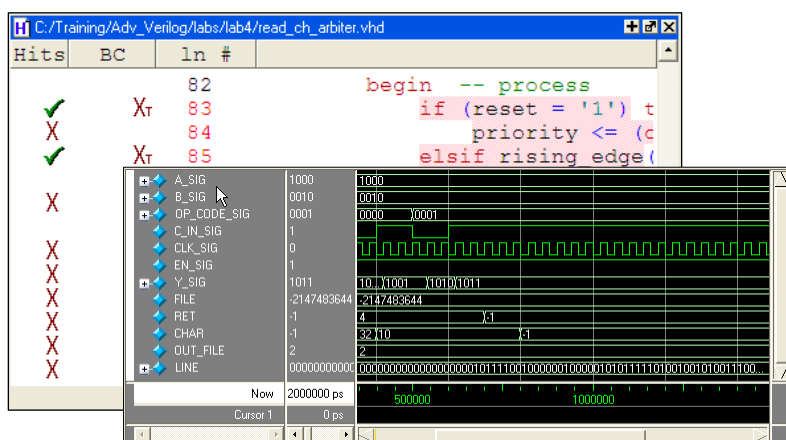 C:/Training/Adv_Verilog/labs/lab4/read_ch_arbiter.vhd
Hits BC ln #
82 begin -- process
83 if (reset = '1') t
84 priority <= (c
85 elsif rising_edge(
A_SIG 1000 1000
B_SIG 0010 0010
OP_CODE_SIG 0001 0000 0001
C_IN_SIG 1
CLK_SIG 0
EN_SIG 1
Y_SIG 1011 10... 1001 1010 1011
FILE -2147483644 -2147483644
RET -1 4 -1
CHAR -1 32 10 -1
OUT_FILE 2 2
LINE
Now 2000000 ps 500000 1000000
Cursor 1 0 ps